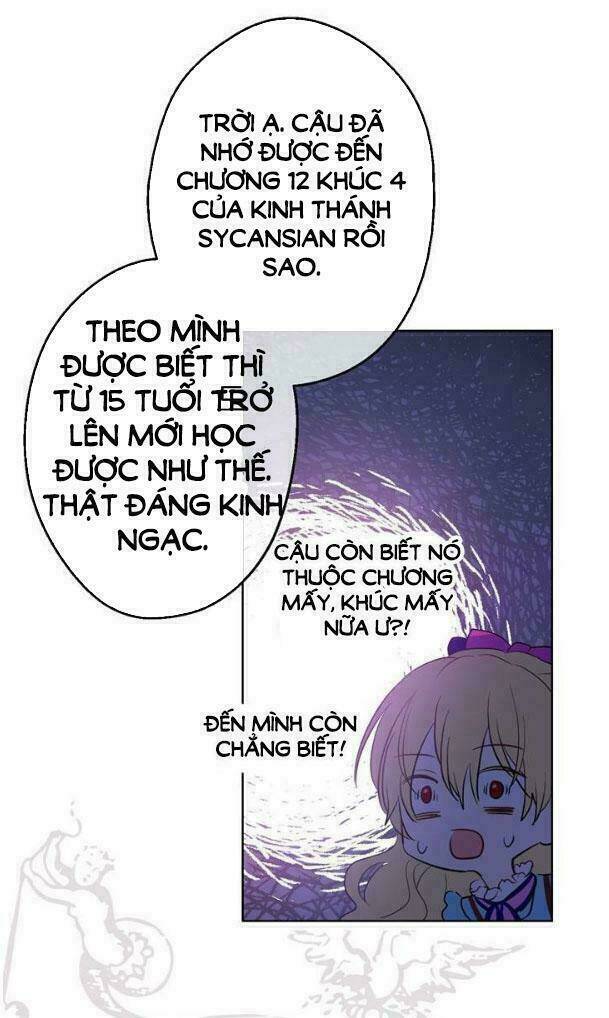 TRỜI Ạ. CẬU ĐÃ
NHỚ ĐƯỢC ĐẾN
CHƯƠNG 12 KHÚC 4
CỦA KINH THÁNH
SYCANSIAN RỒI
SAO.
THEO MÌNH
ĐƯỢC BIẾT THÌ
TỪ 15 TUỔI TRỞ
LÊN MỚI HỌC
ĐƯỢC NHƯ THẾ.
THẬT ĐÁNG KINH
NGẠC.
CẬU CÒN BIẾT NÓ
THUỘC CHƯƠNG
MẤY, KHÚC MẤY
NỮA Ư?!
ĐẾN MÌNH CÒN
CHẲNG BIẾT!